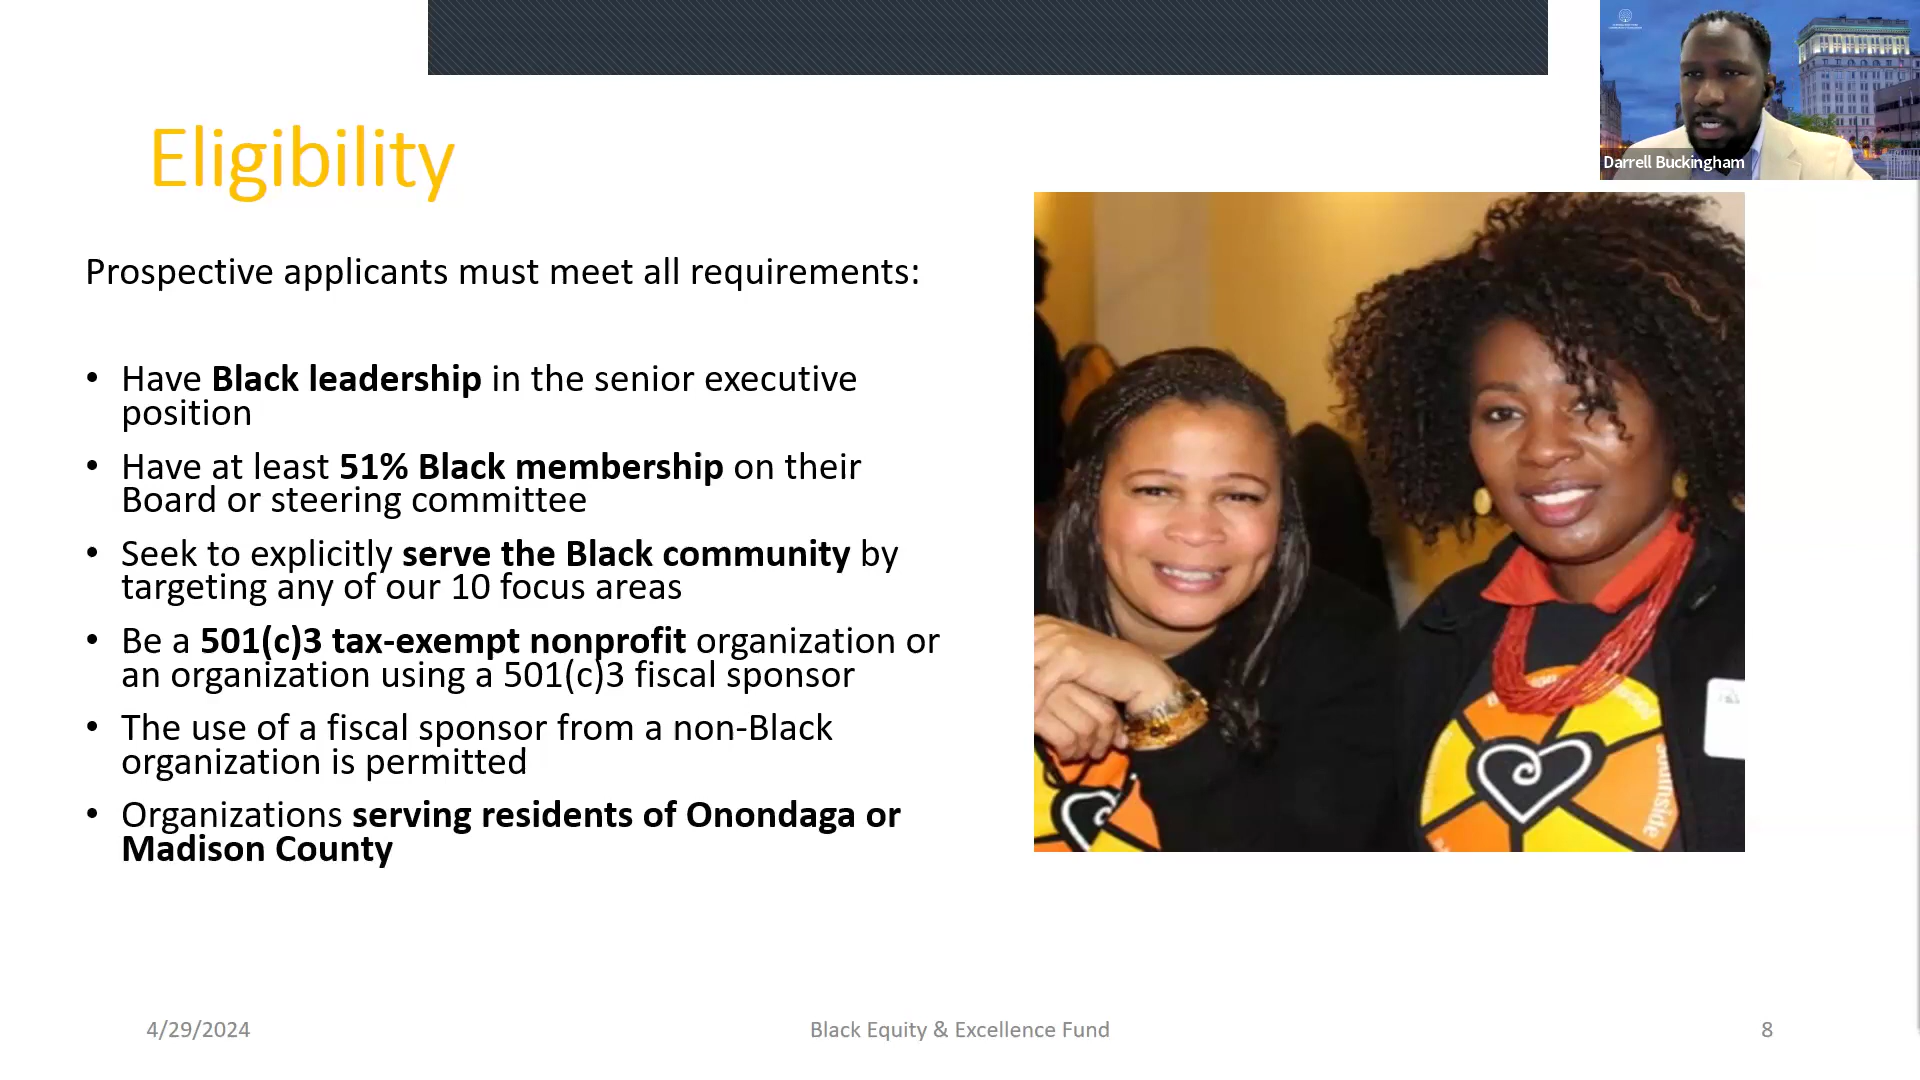 Eligibility
Darrell Buckingham
Prospective applicants must meet all requirements:
• Have Black leadership in the senior executive
position
• Have at least 51% Black membership on their
Board or steering committee
• Seek to explicitly serve the Black community by
targeting any of our 10 focus areas
• Be a 501(c)3 tax-exempt nonprofit organization or
an organization using a 501(c)3 fiscal sponsor
• The use of a fiscal sponsor from a non-Black
organization is permitted
• Organizations serving residents of Onondaga or
Madison County
4/29/2024
Black Equity & Excellence Fund
8